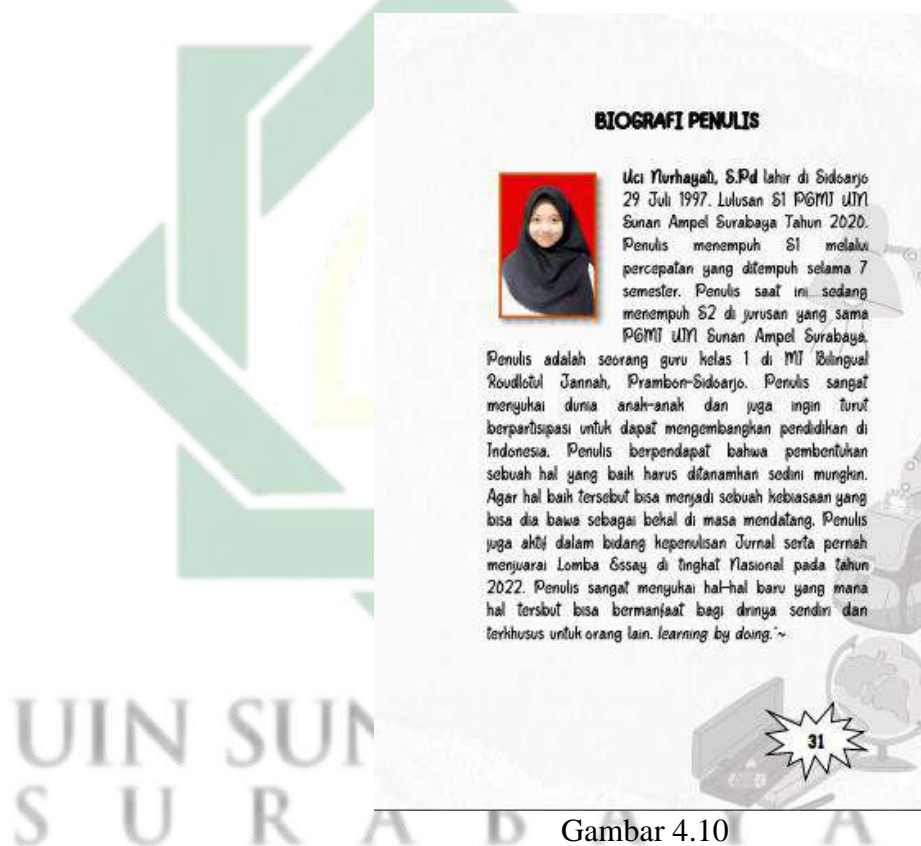 BIOGRAFI PENULIS
Uci Nurhayati, S.Pd lahir di Sidoarjo
29 Juli 1997. Lulusan S1 PGMI UIN
Sunan Ampel Surabaya Tahun 2020.
Penulis menempuh S1 melalui
percepatan yang ditempuh selama 7
semester. Penulis saat ini sedang
menempuh S2 di jurusan yang sama
PGMI UIN Sunan Ampel Surabaya.
Penulis adalah seorang guru kelas 1 di MI Bilingual
Roudlotul Jannah, Prambon-Sidoarjo. Penulis sangat
menyukai dunia anak-anak dan juga ingin turut
berpartisipasi untuk dapat mengembangkan pendidikan di
Indonesia. Penulis berpendapat bahwa pembentukan
sebuah hal yang baik harus ditanamkan sedini mungkin.
Agar hal baik tersebut bisa menjadi sebuah kebiasaan yang
bisa dia bawa sebagai bekal di masa mendatang. Penulis
juga aktif dalam bidang kepenulisan Jurnal serta pernah
menjuarai Lomba Essay di tingkat Nasional pada tahun
2022. Penulis sangat menyukai hal-hal baru yang mana
hal tersbut bisa bermanfaat bagi drinya sendiri dan
terkhusus untuk orang lain. learning by doing.~
31
UIN SUN
S U R A B A Y A
Gambar 4.10